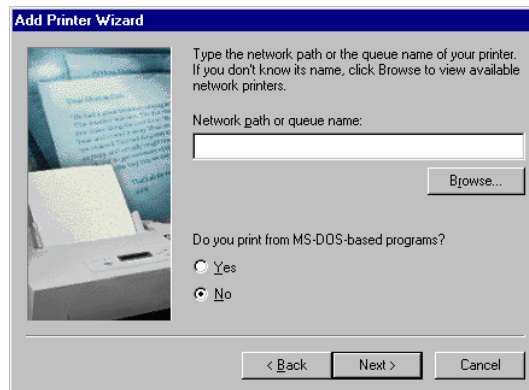 Add Printer Wizard
Type the network path or the queue name of your printer.
If you don't know its name, click Browse to view available
network printers.
Network path or queue name:
Browse...
Do you print from MS-DOS-based programs?
Yes
No
< Back
Next >
Cancel